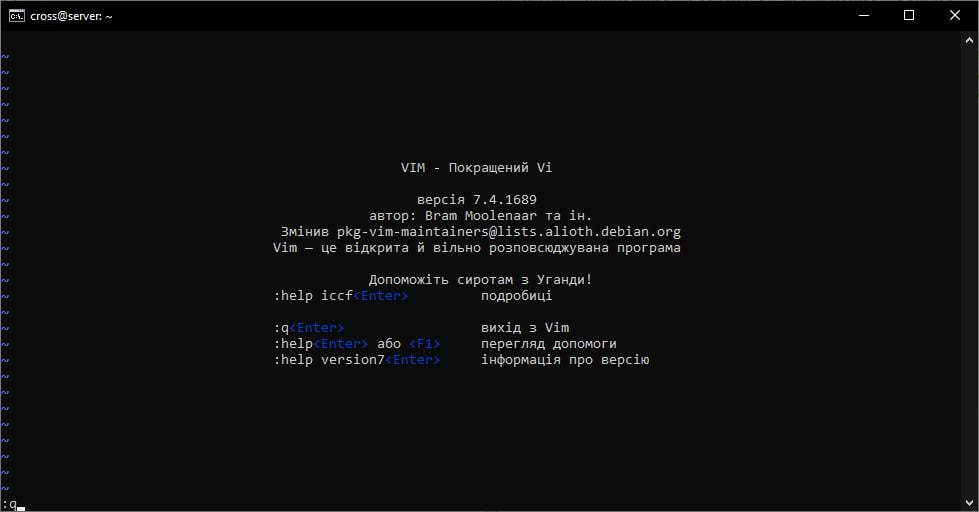 C:\. cross@server: ~
~
~
~
~
~
~
~
~ VIM - Покращений Vi
~
~ версія 7.4.1689
~ автор: Bram Moolenaar та ін.
~ Змінив pkg-vim-maintainers@lists.alioth.debian.org
~ Vim — це відкрита й вільно розповсюджувана програма
~
~ Допоможіть сиротам з Уганди!
~ :help iccf<Enter> подробиці
~
~ :q<Enter> вихід з Vim
~ :help<Enter> або <F1> перегляд допомоги
~ :help version7<Enter> інформація про версію
~
~
~
~
~
~
~
~
:q